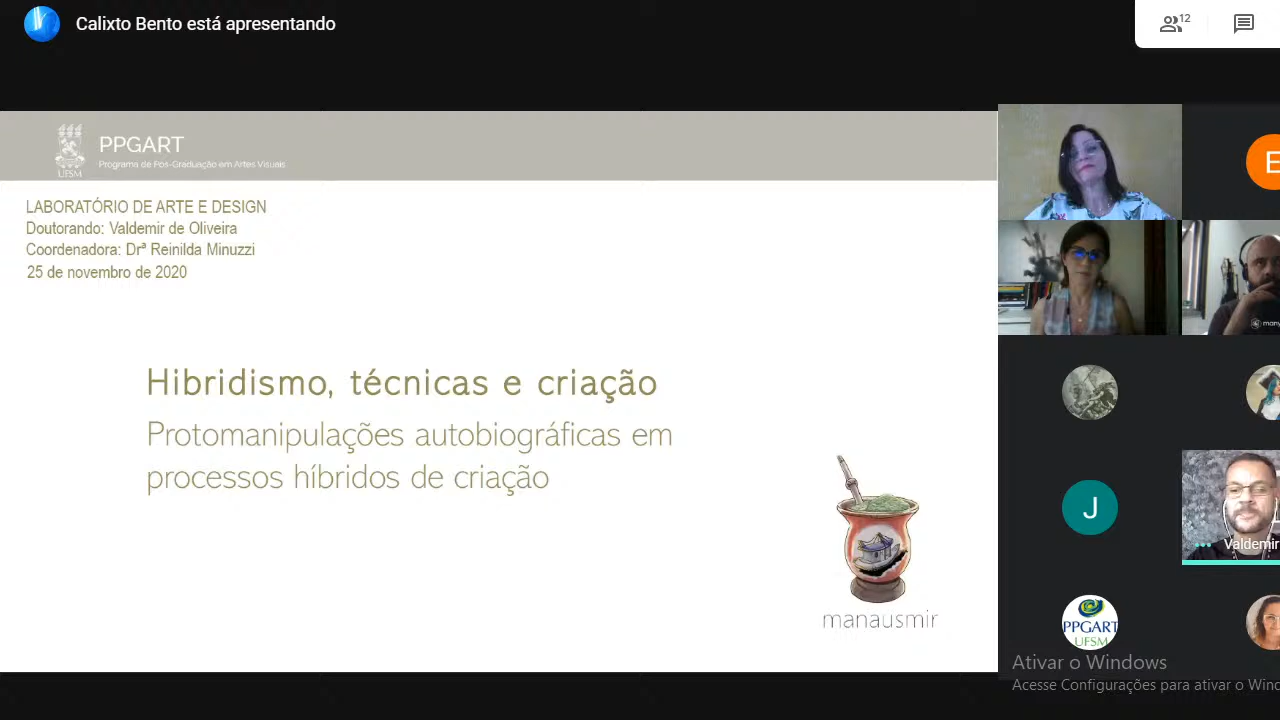 Calixto Bento está apresentando
12
PPGART
Programa de Pós-Graduação em Artes Visuais
UFSM
LABORATÓRIO DE ARTE E DESIGN
Doutorando: Valdemir de Oliveira
Coordenadora: Drª Reinilda Minuzzi
25 de novembro de 2020
Hibridismo, técnicas e criação
Protomanipulações autobiográficas em
processos híbridos de criação
manausmir
E
many
J
Valdemir
PPGART
UFSM
Ativar o Windows
Acesse Configurações para ativar o Wind